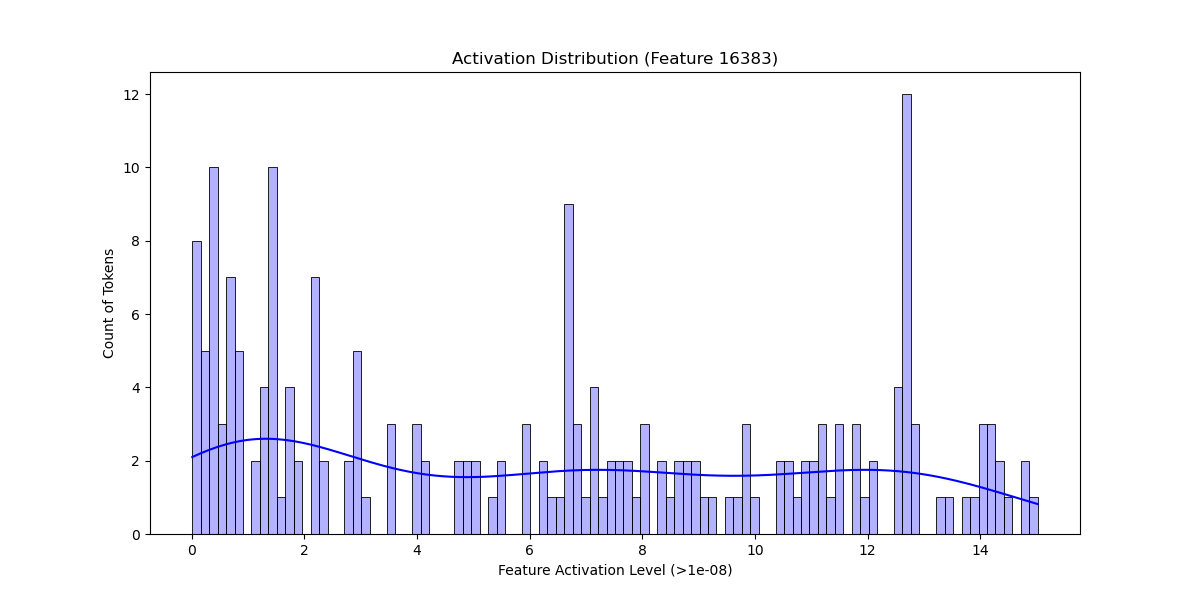 Activation Distribution (Feature 16383)
12
10
8
6
4
2
0
Count of Tokens
0 2 4 6 8 10 12 14
Feature Activation Level (>1e-08)